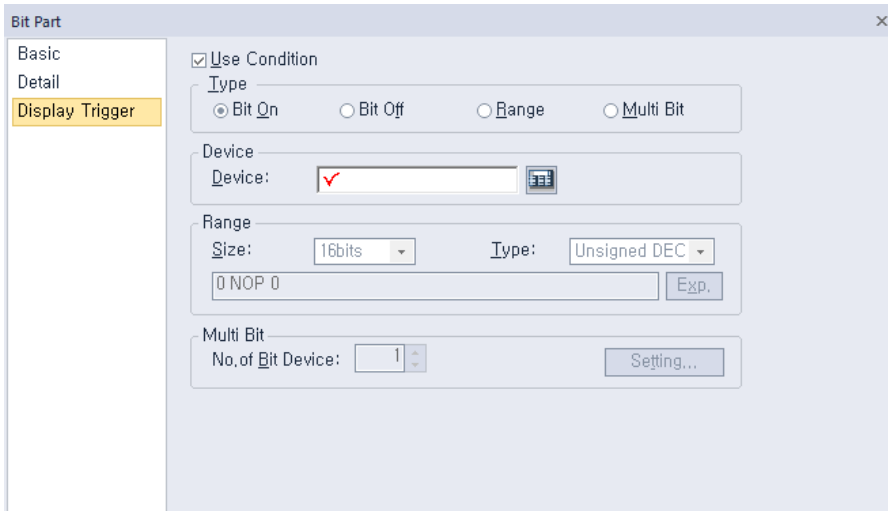 Bit Part
Basic
Detail
Display Trigger
Use Condition
Type
Bit On Bit Off Range Multi Bit
Device
Device:
Range
Size: 16bits Type: Unsigned DEC
0 NOP 0 Exp.
Multi Bit
No.of Bit Device: 1 Setting...